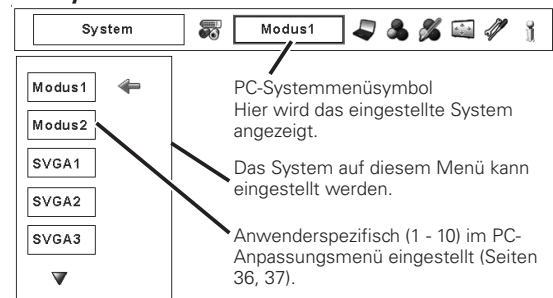 System
Modus1
Modus1
Modus2
SVGA1
SVGA2
SVGA3
PC-Systemmenüsymbol
Hier wird das eingestellte System
angezeigt.
Das System auf diesem Menü kann
eingestellt werden.
Anwenderspezifisch (1 - 10) im PC-
Anpassungsmenü eingestellt (Seiten
36, 37).